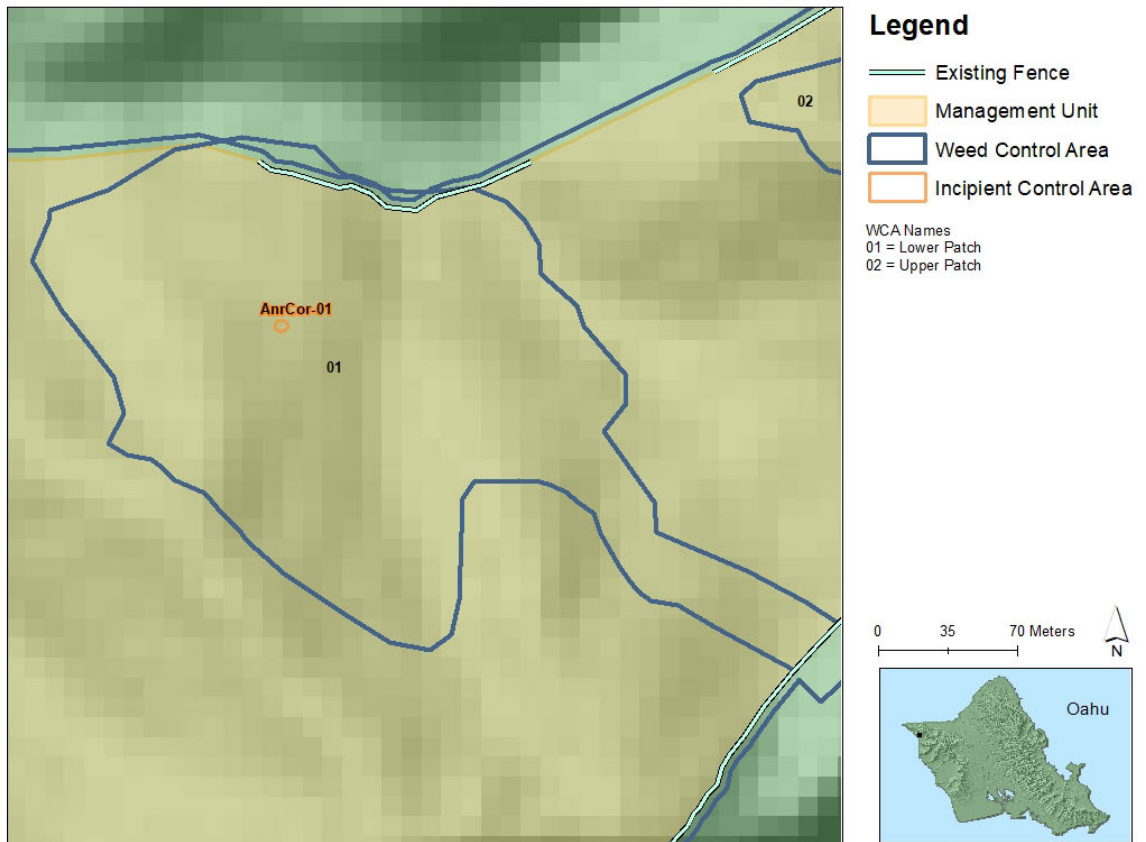 02
AnrCor-01
01
Legend
Existing Fence
Management Unit
Weed Control Area
Incipient Control Area
WCA Names
01 = Lower Patch
02 = Upper Patch
0 35 70 Meters
N
Oahu